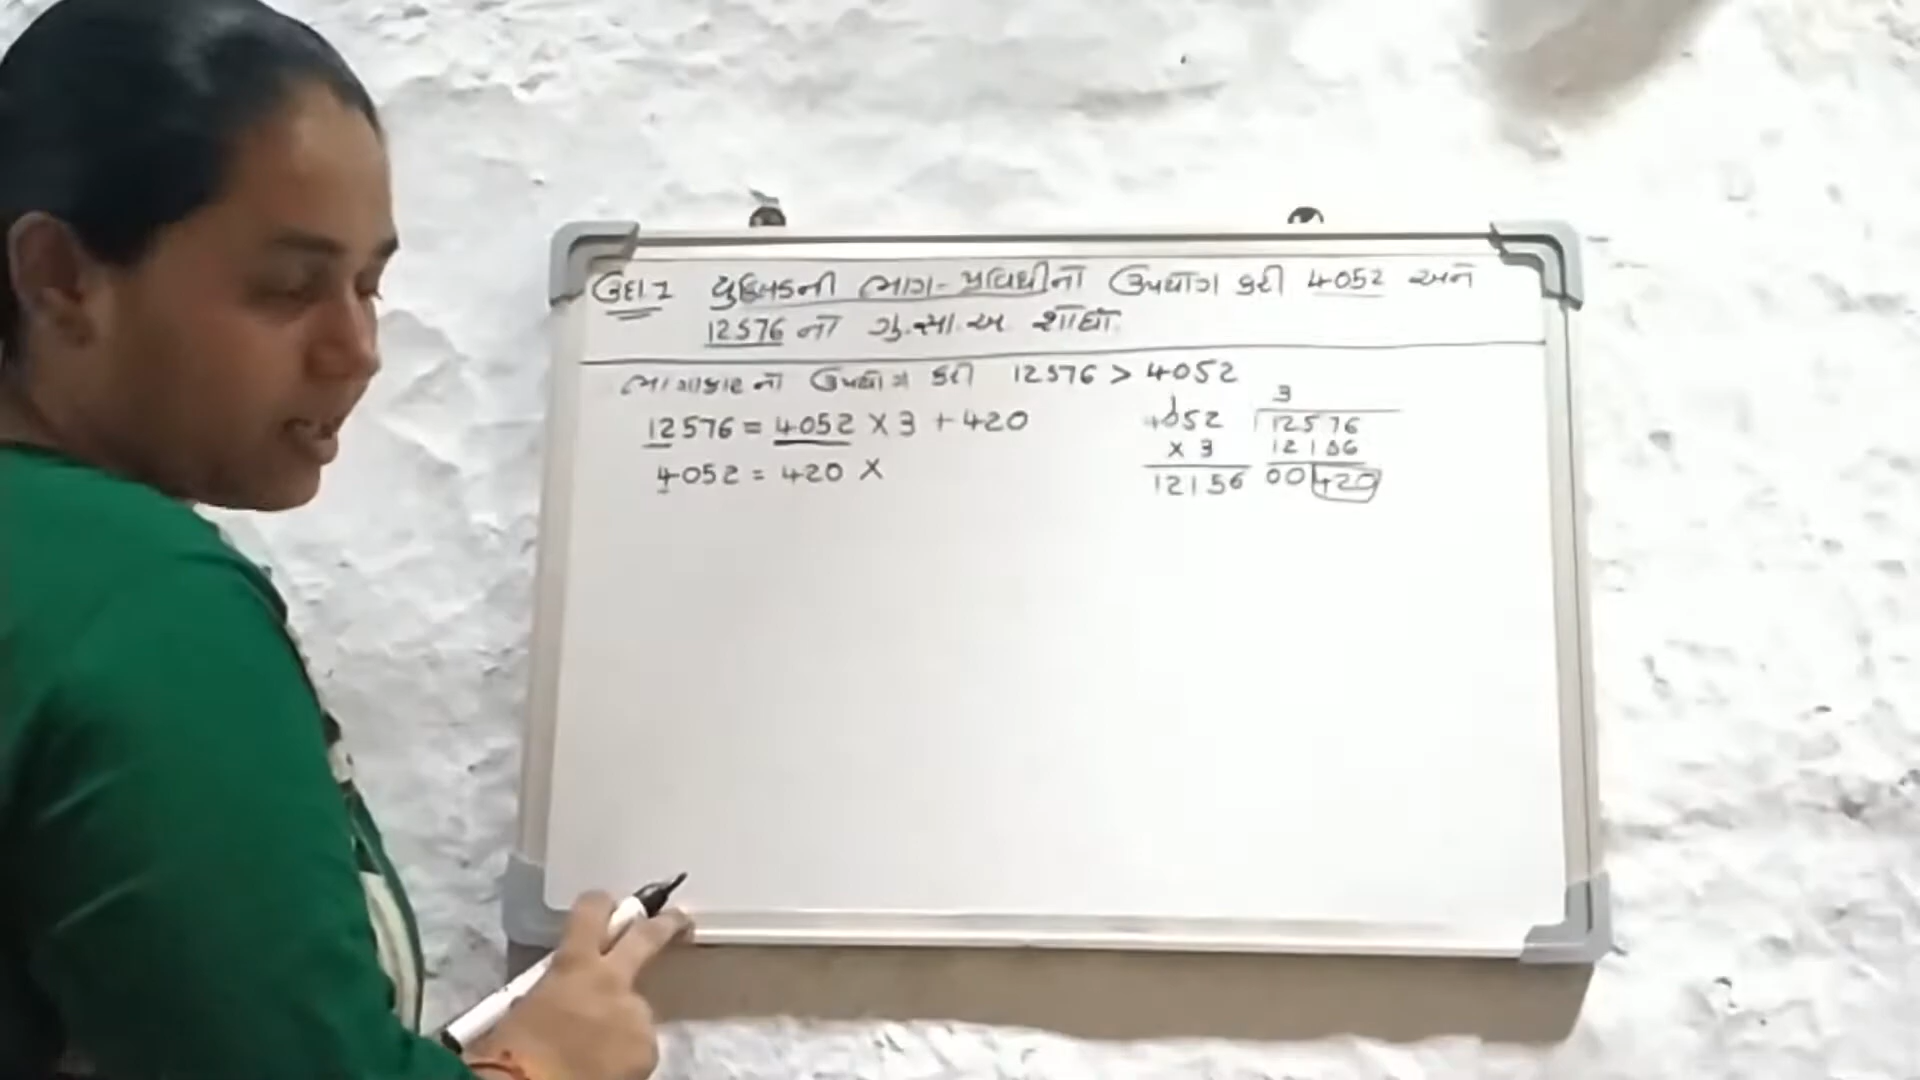 ઉદા 1 યુક્લિડની ભાગ-પ્રવિધીનો ઉપયોગ કરી 4052 અને
12576 નો ગુ.સા.અ શોધો.
ભાગાકારનો ઉપયોગ કરી 12576 > 4052
12576 = 4052 × 3 + 420
4052 = 420 ×
3
4052 12576
× 3 12156
12156 00420